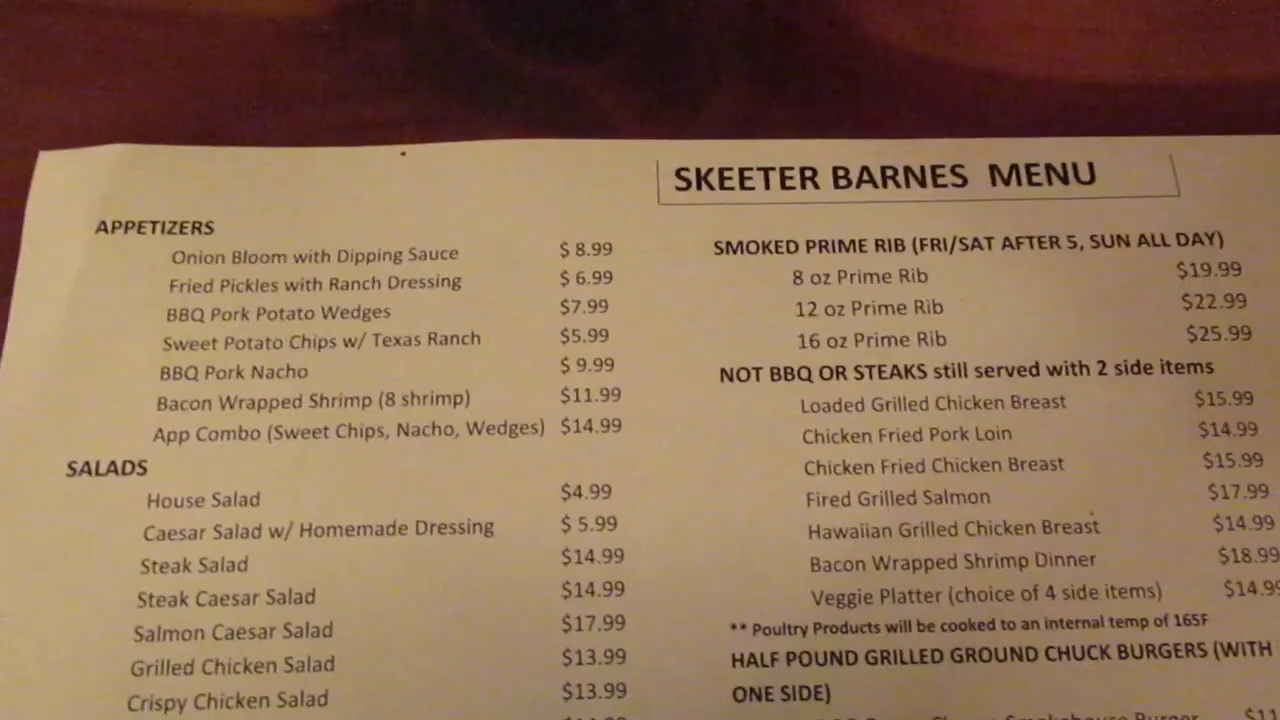 SKEETER BARNES MENU
APPETIZERS
Onion Bloom with Dipping Sauce $ 8.99
Fried Pickles with Ranch Dressing $ 6.99
BBQ Pork Potato Wedges $7.99
Sweet Potato Chips w/ Texas Ranch $5.99
BBQ Pork Nacho $ 9.99
Bacon Wrapped Shrimp (8 shrimp) $11.99
App Combo (Sweet Chips, Nacho, Wedges) $14.99
SALADS
House Salad $4.99
Caesar Salad w/ Homemade Dressing $ 5.99
Steak Salad $14.99
Steak Caesar Salad $14.99
Salmon Caesar Salad $17.99
Grilled Chicken Salad $13.99
Crispy Chicken Salad $13.99
SMOKED PRIME RIB (FRI/SAT AFTER 5, SUN ALL DAY)
8 oz Prime Rib $19.99
12 oz Prime Rib $22.99
16 oz Prime Rib $25.99
NOT BBQ OR STEAKS still served with 2 side items
Loaded Grilled Chicken Breast $15.99
Chicken Fried Pork Loin $14.99
Chicken Fried Chicken Breast $15.99
Fired Grilled Salmon $17.99
Hawaiian Grilled Chicken Breast $14.99
Bacon Wrapped Shrimp Dinner $18.99
Veggie Platter (choice of 4 side items) $14.99
** Poultry Products will be cooked to an internal temp of 165F
HALF POUND GRILLED GROUND CHUCK BURGERS (WITH
ONE SIDE)
Smokehouse Burger